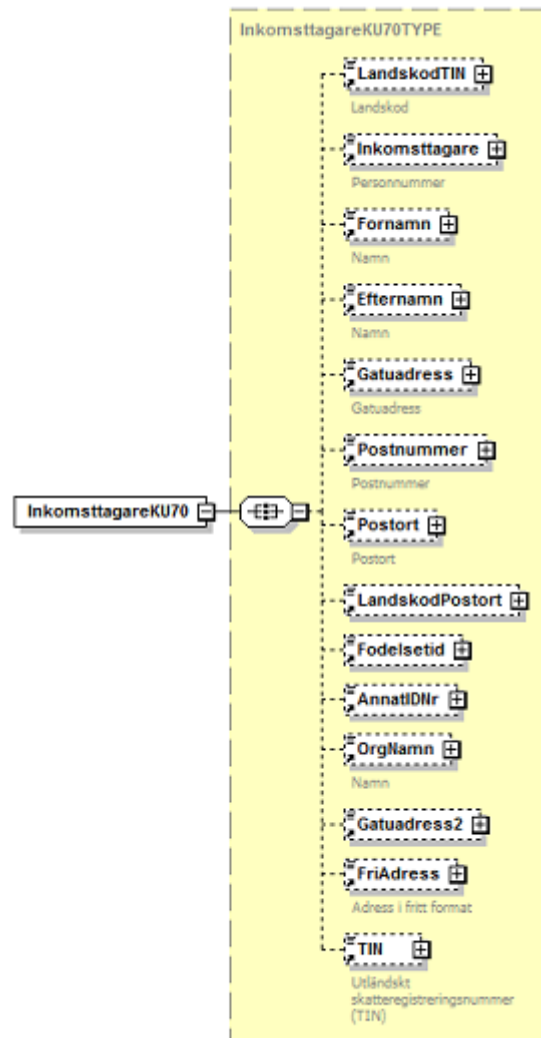 InkomsttagareKU70TYPE
LandskodTIN
Landskod
Inkomsttagare
Personnummer
Fornamn
Namn
Efternamn
Namn
Gatuadress
Gatuadress
Postnummer
Postnummer
InkomsttagareKU70
Postort
Postort
LandskodPostort
Fodelsetid
AnnatIDNr
OrgNamn
Namn
Gatuadress2
FriAdress
Adress i fritt format
TIN
Utländskt
skatteregistreringsnummer
(TIN)